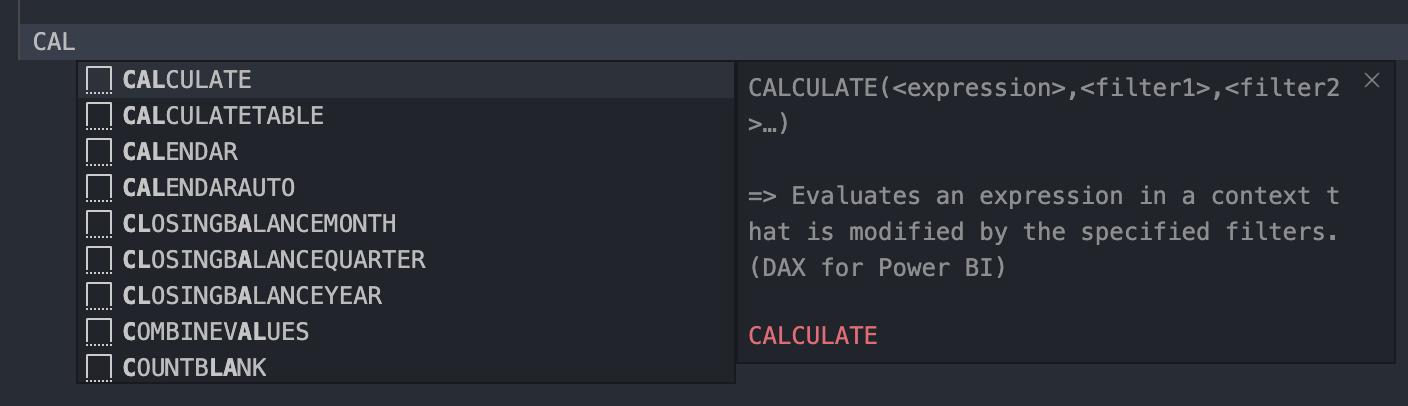 CAL
CALCULATE
CALCULATETABLE
CALENDAR
CALENDARAUTO
CLOSINGBALANCEMONTH
CLOSINGBALANCEQUARTER
CLOSINGBALANCEYEAR
COMBINEVALUES
COUNTBLANK
CALCULATE(<expression>,<filter1>,<filter2
>…)
=> Evaluates an expression in a context t
hat is modified by the specified filters.
(DAX for Power BI)
CALCULATE